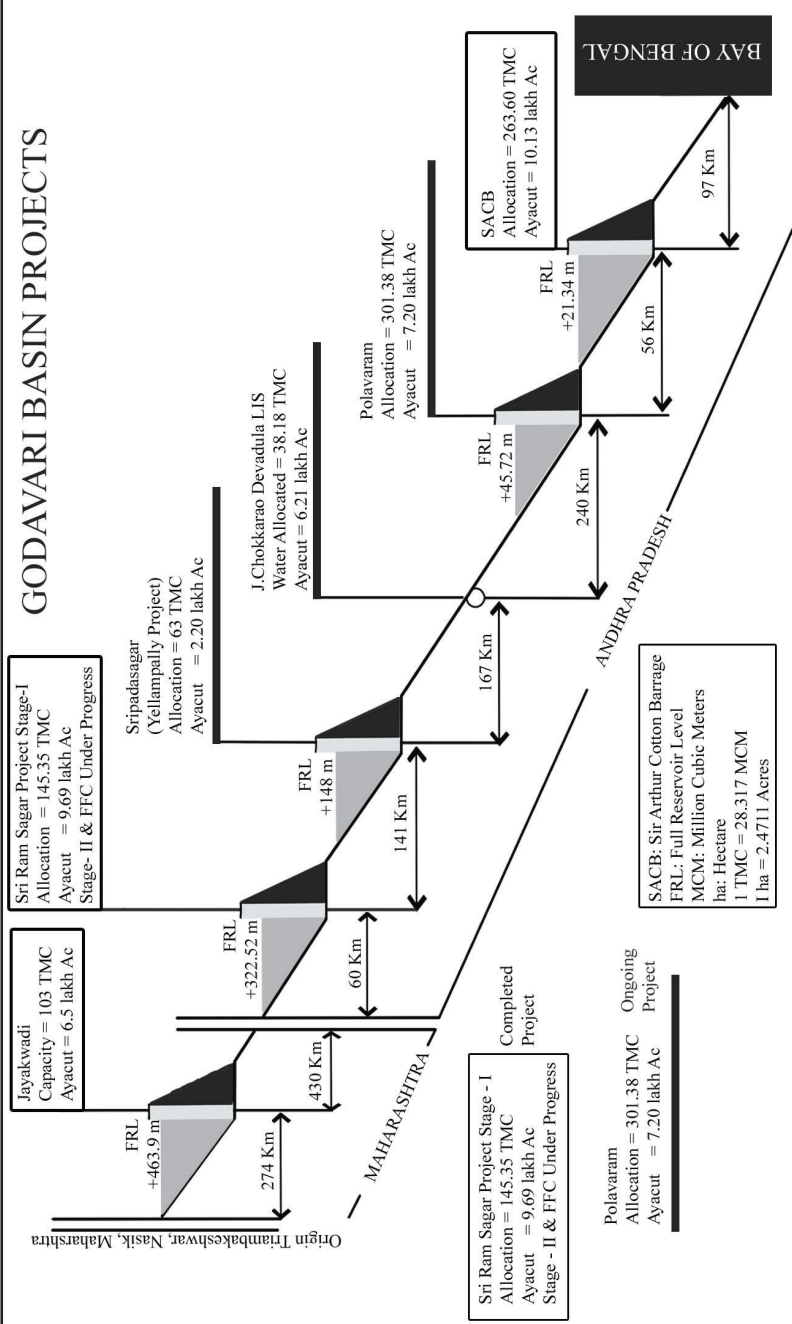 GODAVARI BASIN PROJECTS
Origin Triambakeshwar, Nasik, Maharshtra
Jayakwadi
Capacity = 103 TMC
Ayacut = 6.5 lakh Ac
FRL
+463.9 m
274 Km
430 Km
Sri Ram Sagar Project Stage-I
Allocation = 145.35 TMC
Ayacut = 9.69 lakh Ac
Stage- II & FFC Under Progress
FRL
+322.52 m
60 Km
141 Km
Sripadasagar
(Yellampally Project)
Allocation = 63 TMC
Ayacut = 2.20 lakh Ac
FRL
+148 m
167 Km
J.Chokkarao Devadula LIS
Water Allocated = 38.18 TMC
Ayacut = 6.21 lakh Ac
240 Km
Polavaram
Allocation = 301.38 TMC
Ayacut = 7.20 lakh Ac
FRL
+45.72 m
56 Km
SACB
Allocation = 263.60 TMC
Ayacut = 10.13 lakh Ac
FRL
+21.34 m
97 Km
BAY OF BENGAL
MAHARASHTRA
ANDHRA PRADESH
Sri Ram Sagar Project Stage - I
Allocation = 145.35 TMC
Ayacut = 9.69 lakh Ac
Stage - II & FFC Under Progress
Completed
Project
Polavaram
Allocation = 301.38 TMC
Ayacut = 7.20 lakh Ac
Ongoing
Project
SACB: Sir Arthur Cotton Barrage
FRL: Full Reservoir Level
MCM: Million Cubic Meters
ha: Hectare
1 TMC = 28.317 MCM
I ha = 2.4711 Acres